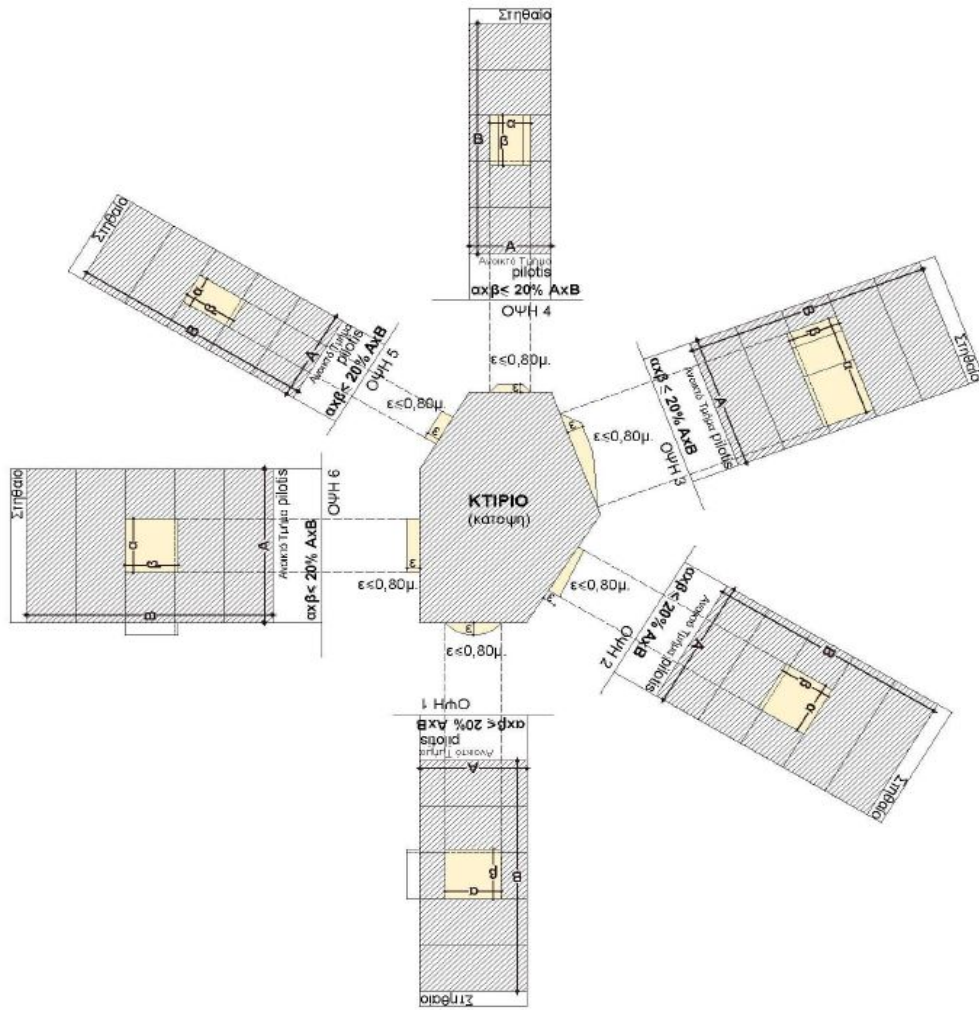 Στηθαίο
α
β
B
A
Ανοικτό Τμήμα
pilotis
αxβ≤ 20% AxB
ΟΨΗ 4
ε≤0,80μ.
ε
Στηθαίο
α
β
B
A
Ανοικτό Τμήμα
pilotis
αxβ≤ 20% AxB
ΟΨΗ 5
ε≤0,80μ.
ε
Στηθαίο
B
β
α
A
Ανοικτό Τμήμα pilotis
αxβ≤ 20% AxB
ΟΨΗ 3
ε≤0,80μ.
ε
Στηθαίο
α
β
B
A
Ανοικτό Τμήμα pilotis
αxβ≤ 20% AxB
ΟΨΗ 6
ε≤0,80μ.
ε
ΚΤΙΡΙΟ
(κάτοψη)
ε≤0,80μ.
ε
ΟΨΗ 2
αxβ≤ 20% AxB
Ανοικτό Τμήμα pilotis
A
B
β
α
Στηθαίο
ε
ε≤0,80μ.
ΟΨΗ 1
αxβ≤ 20% AxB
pilotis
Ανοικτό Τμήμα
A
B
β
α
Στηθαίο